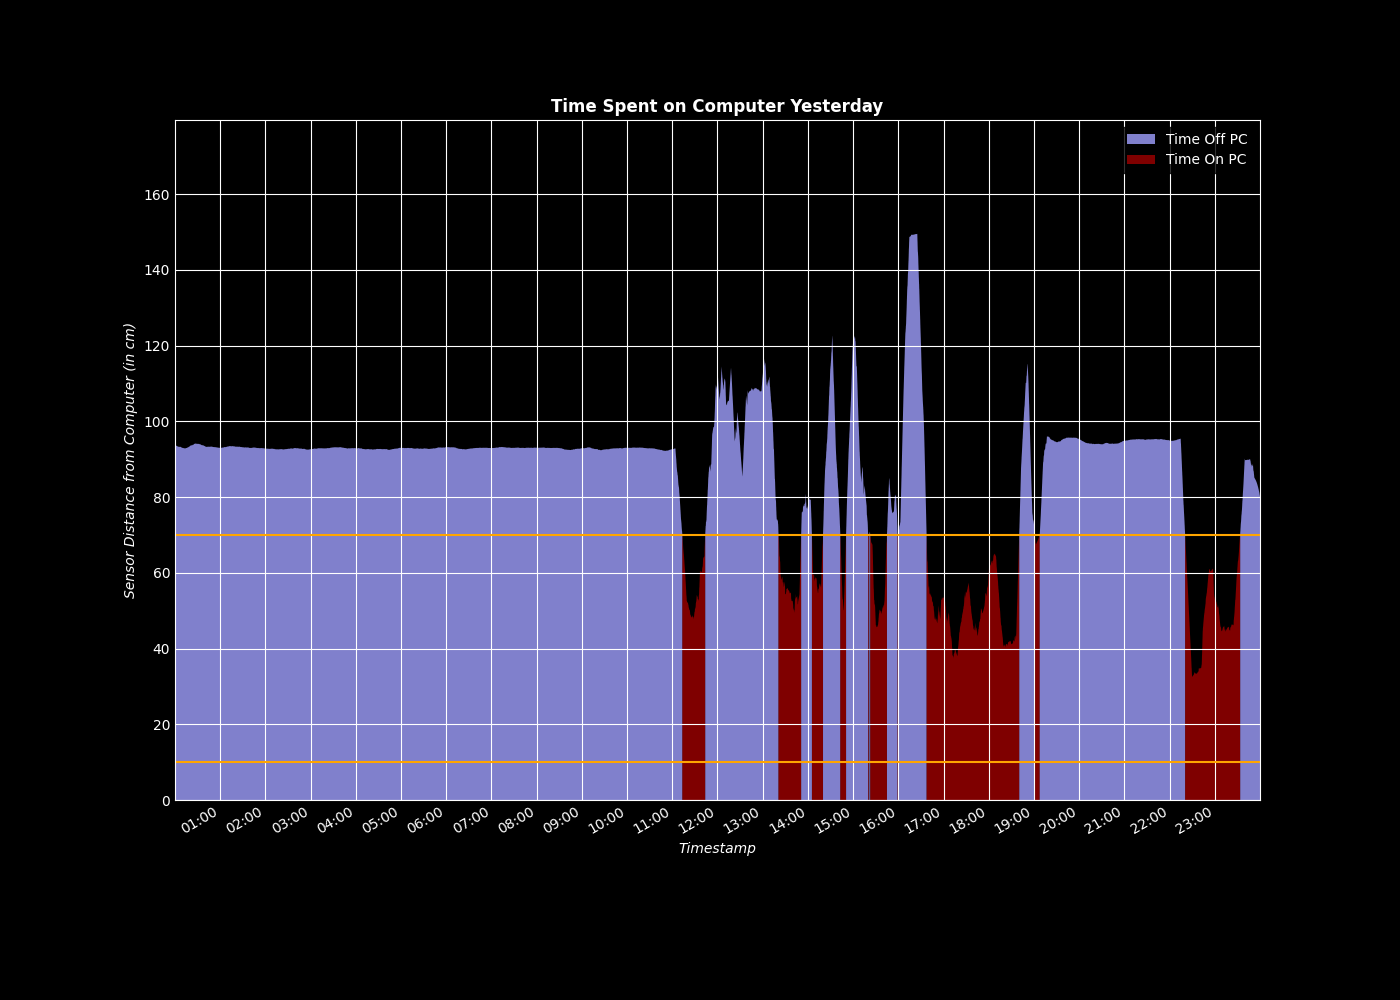 Time Spent on Computer Yesterday
Time Off PC
Time On PC
160
140
120
100
80
60
40
20
0
Sensor Distance from Computer (in cm)
01:00 02:00 03:00 04:00 05:00 06:00 07:00 08:00 09:00 10:00 11:00 12:00 13:00 14:00 15:00 16:00 17:00 18:00 19:00 20:00 21:00 22:00 23:00
Timestamp